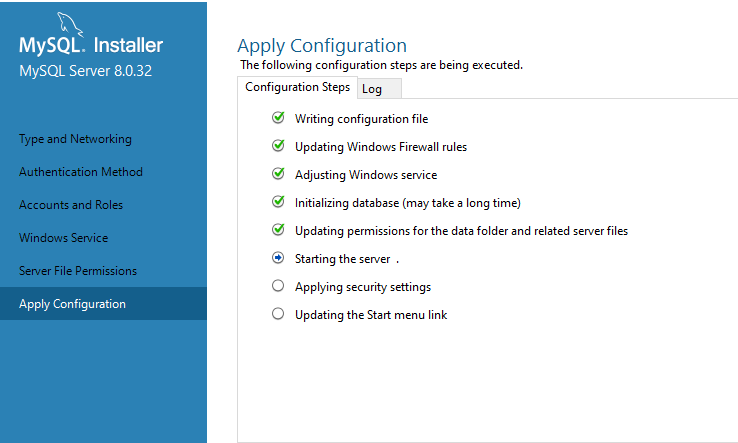 MySQL. Installer
MySQL Server 8.0.32
Type and Networking
Authentication Method
Accounts and Roles
Windows Service
Server File Permissions
Apply Configuration
Apply Configuration
The following configuration steps are being executed.
Configuration Steps
Log
Writing configuration file
Updating Windows Firewall rules
Adjusting Windows service
Initializing database (may take a long time)
Updating permissions for the data folder and related server files
Starting the server .
Applying security settings
Updating the Start menu link